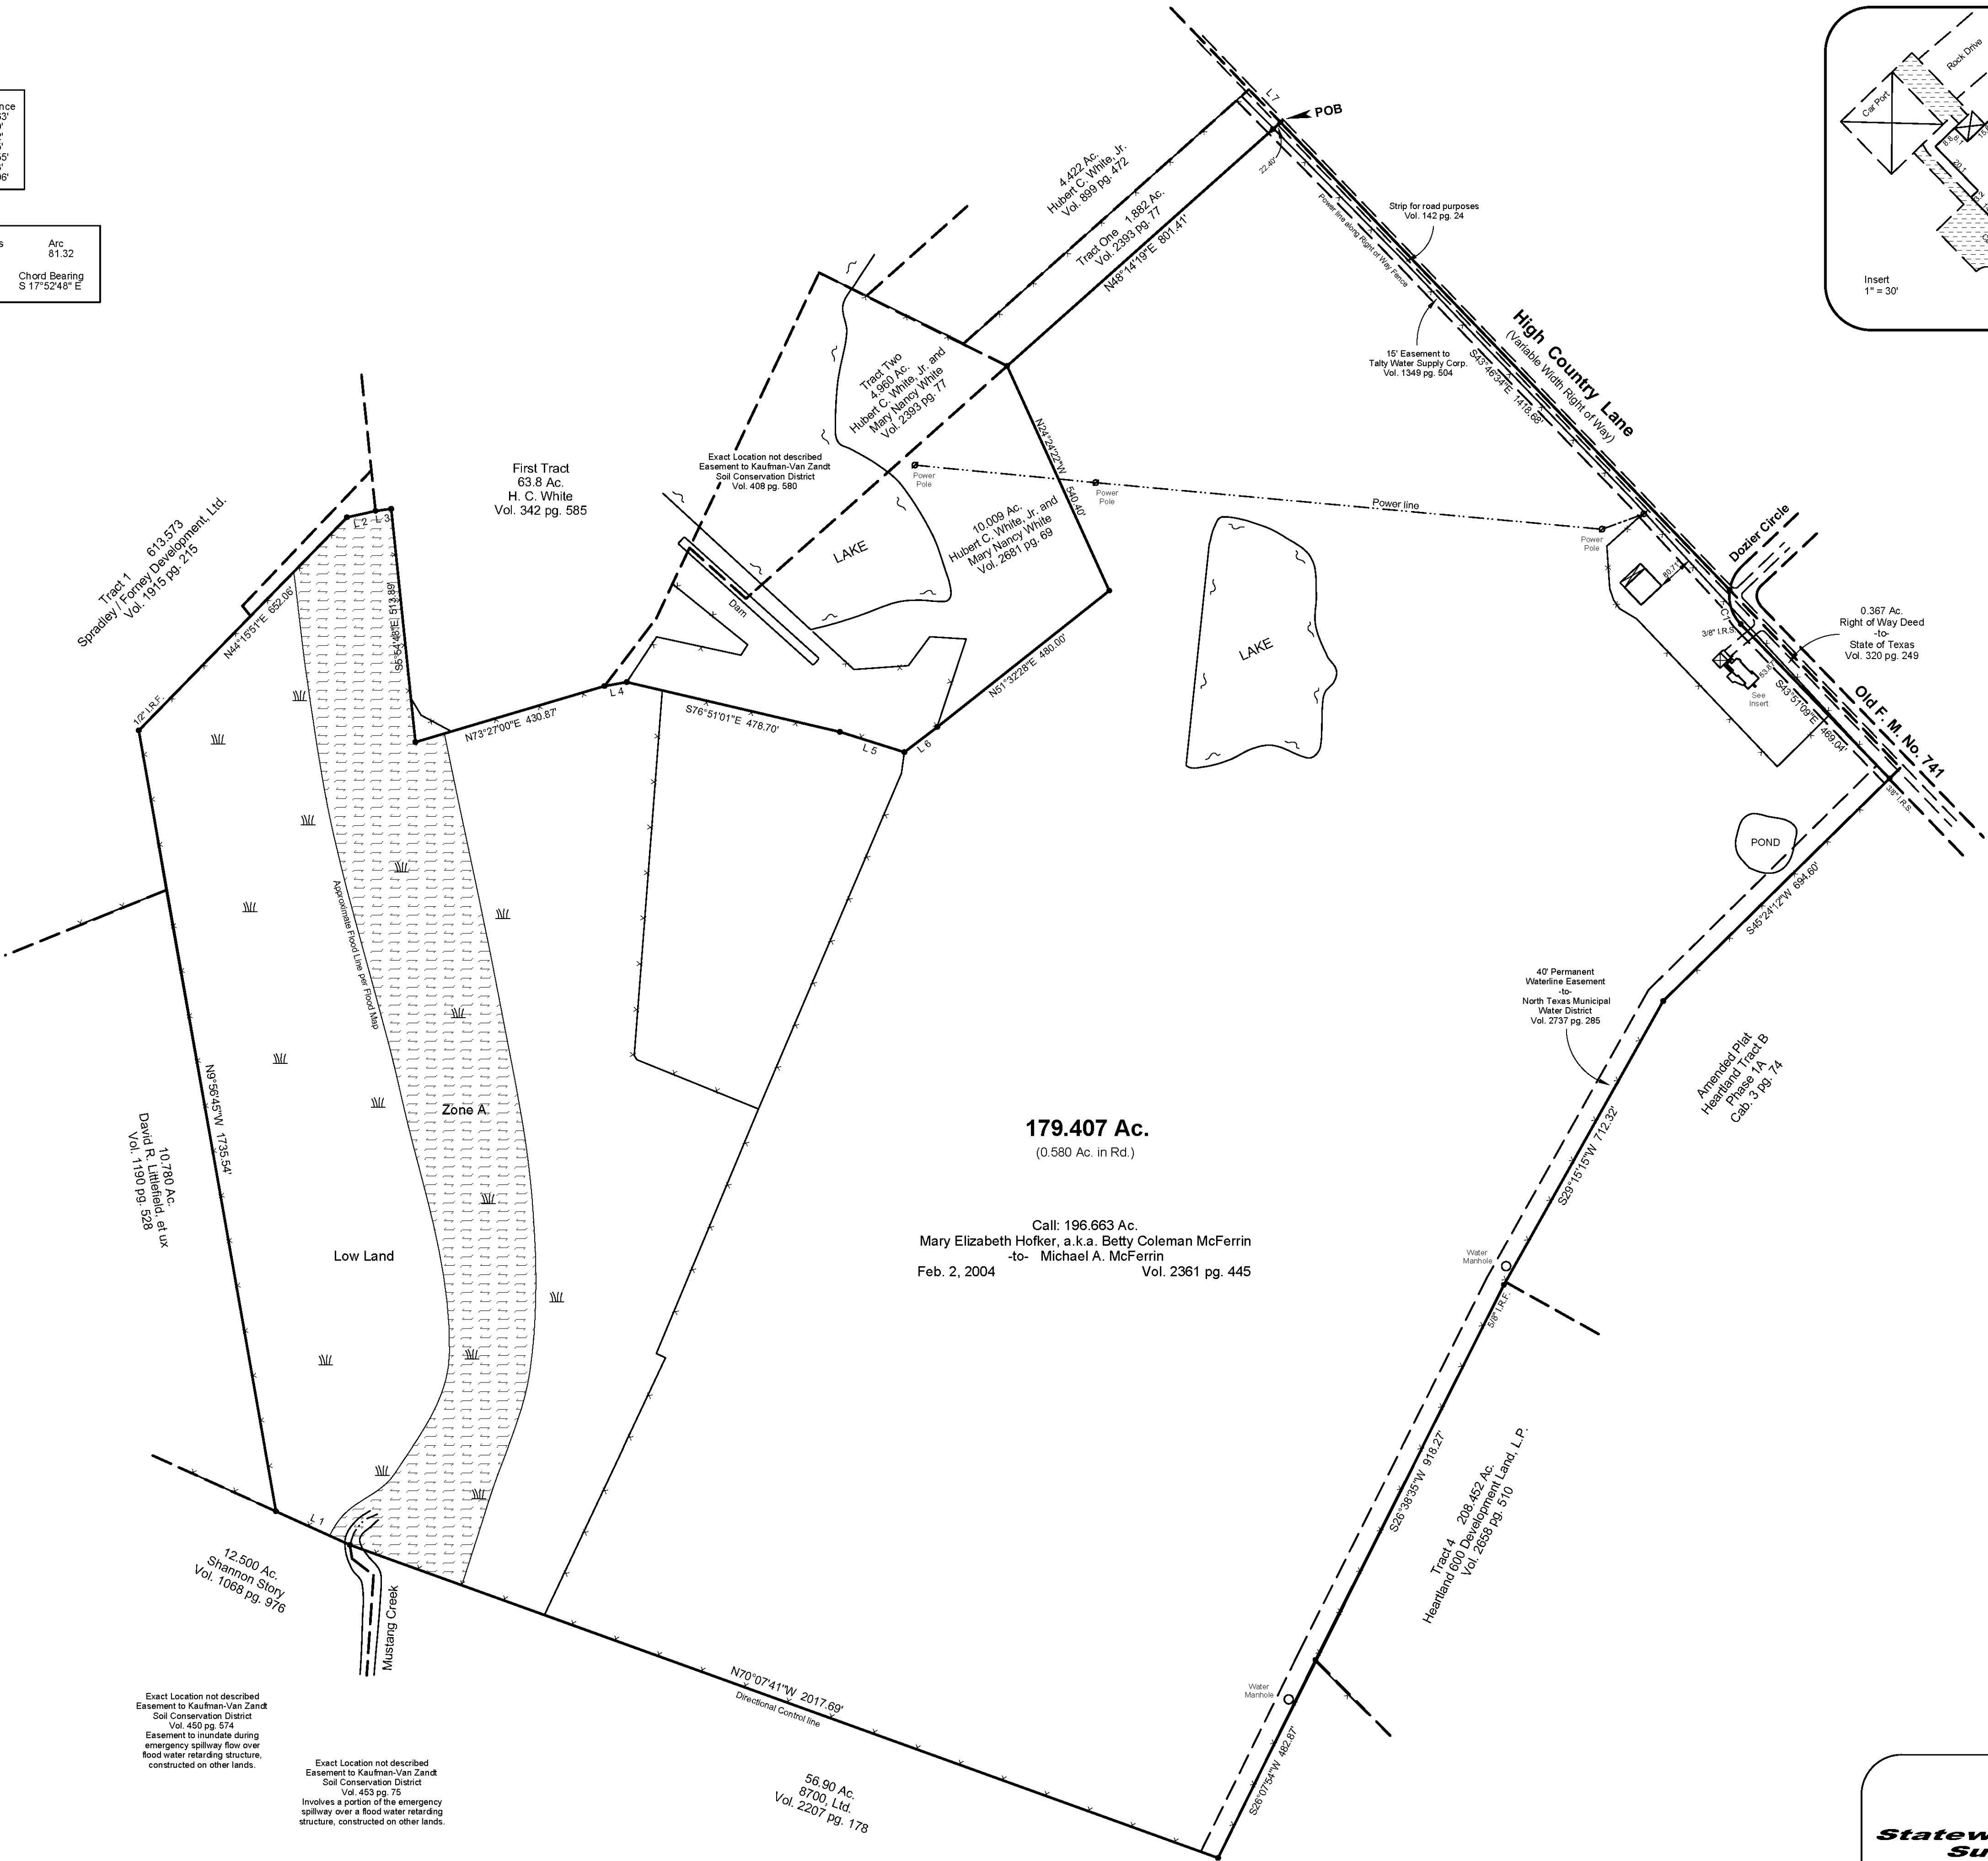 nce
Arc
81.32
Chord Bearing
S 17°52'48" E
L 7
POB
22.40'
4.422 Ac.
Hubert C. White, Jr.
Vol. 899 pg. 472
Tract One 1.882 Ac.
Vol. 2393 pg. 77
N48°14'19"E 801.41'
Power line along Right of Way Fence
Strip for road purposes
Vol. 142 pg. 24
15' Easement to
Talty Water Supply Corp.
Vol. 1349 pg. 504
S43°46'34"E 1418.68'
High Country Lane
(Variable Width Right of Way)
Rock Drive
Car Port
Insert
1" = 30'
Tract Two
4.960 Ac.
Hubert C. White, Jr. and
Mary Nancy White
Vol. 2393 pg. 77
Exact Location not described
Easement to Kaufman-Van Zandt
Soil Conservation District
Vol. 408 pg. 580
First Tract
63.8 Ac.
H. C. White
Vol. 342 pg. 585
Tract 1 613.573
Spradley / Forney Development, Ltd.
Vol. 1915 pg. 215
N44°15'51"E 652.06'
L 2
L 3
S5°54'48"E 513.89'
1/2" I.R.F.
LAKE
Dam
Power
Pole
Power
Pole
Power line
Power
Pole
N24°24'22"W 540.40'
10.009 Ac.
Hubert C. White, Jr. and
Mary Nancy White
Vol. 2681 pg. 69
N51°32'28"E 480.00'
L 4
N73°27'00"E 430.87'
S76°51'01"E 478.70'
L 5
L 6
LAKE
Dozier Circle
80.71'
C1
3/8" I.R.S.
53.87'
See
Insert
S43°51'09"E 469.04'
0.367 Ac.
Right of Way Deed
-to-
State of Texas
Vol. 320 pg. 249
Old F. M. No. 741
3/8" I.R.S.
POND
S45°24'12"W 694.60'
40' Permanent
Waterline Easement
-to-
North Texas Municipal
Water District
Vol. 2737 pg. 285
Amended Plat
Heartland Tract B
Phase 1A
Cab. 3 pg. 74
S29°15'15"W 712.32'
Approximate Flood Line per Flood Map
N9°56'45"W 1735.54'
10.780 Ac.
David R. Littlefield, et ux
Vol. 1190 pg. 528
Zone A
Low Land
179.407 Ac.
(0.580 Ac. in Rd.)
Call: 196.663 Ac.
Mary Elizabeth Hofker, a.k.a. Betty Coleman McFerrin
-to- Michael A. McFerrin
Feb. 2, 2004 Vol. 2361 pg. 445
Water
Manhole
5/8" I.R.F.
S26°38'35"W 918.27'
Tract 4 208.452 Ac.
Heartland 600 Development Land, L.P.
Vol. 2658 pg. 510
L 1
12.500 Ac.
Shannon Story
Vol. 1068 pg. 976
Mustang Creek
N70°07'41"W 2017.69'
Directional Control line
Water
Manhole
S26°07'54"W 482.87'
Exact Location not described
Easement to Kaufman-Van Zandt
Soil Conservation District
Vol. 450 pg. 574
Easement to inundate during
emergency spillway flow over
flood water retarding structure,
constructed on other lands.
Exact Location not described
Easement to Kaufman-Van Zandt
Soil Conservation District
Vol. 453 pg. 75
Involves a portion of the emergency
spillway over a flood water retarding
structure, constructed on other lands.
56.90 Ac.
8700, Ltd.
Vol. 2207 pg. 178
Statew
Su